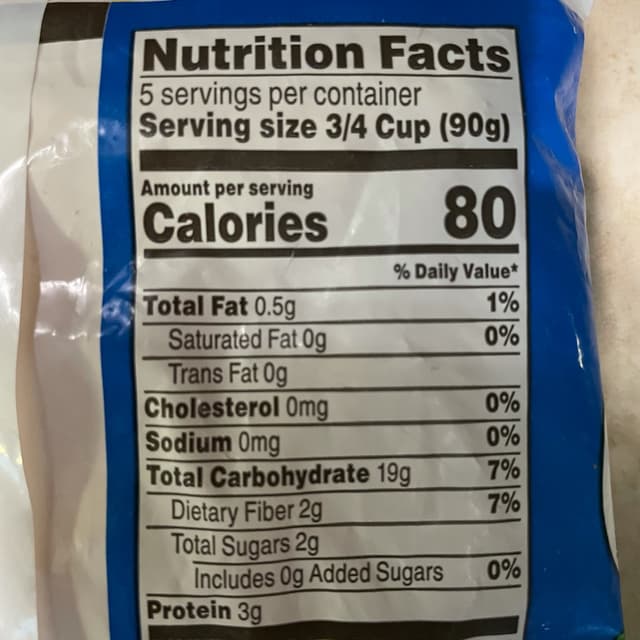 Nutrition Facts
5 servings per container
Serving size 3/4 Cup (90g)
Amount per serving
Calories 80
% Daily Value*
Total Fat 0.5g 1%
Saturated Fat 0g 0%
Trans Fat 0g
Cholesterol 0mg 0%
Sodium 0mg 0%
Total Carbohydrate 19g 7%
Dietary Fiber 2g 7%
Total Sugars 2g
Includes 0g Added Sugars 0%
Protein 3g